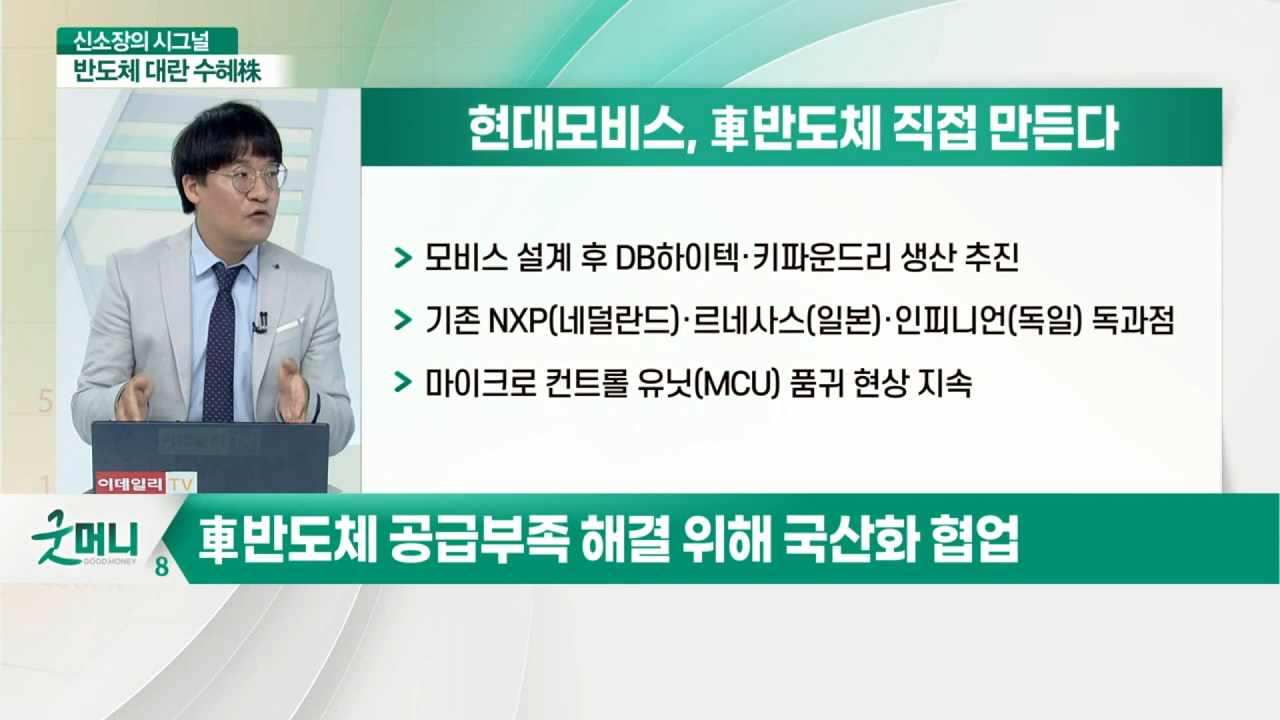 신소장의 시그널
반도체 대란 수혜株
현대모비스, 車반도체 직접 만든다
모비스 설계 후 DB하이텍·키파운드리 생산 추진
기존 NXP(네덜란드)·르네사스(일본)·인피니언(독일) 독과점
마이크로 컨트롤 유닛(MCU) 품귀 현상 지속
이데일리TV
굿머니
GOOD MONEY
8
車반도체 공급부족 해결 위해 국산화 협업